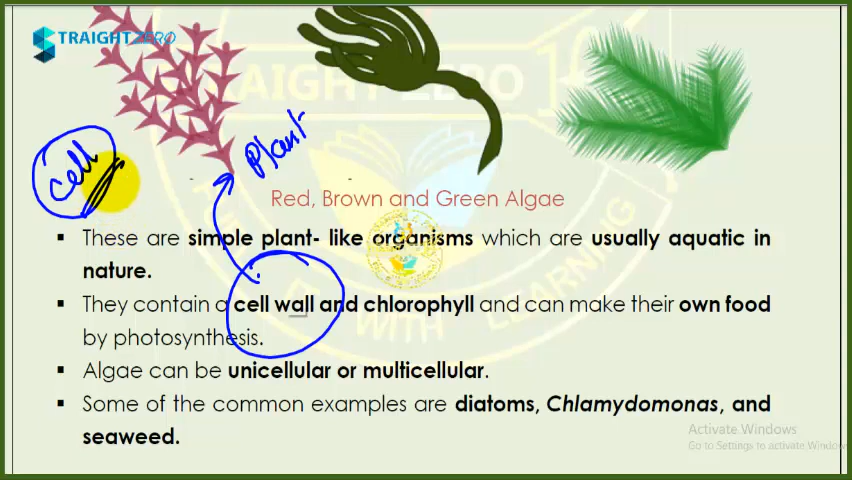 STRAIGHT ZERO
Plant
Cell
Red, Brown and Green Algae
▪ These are simple plant- like organisms which are usually aquatic in
nature.
▪ They contain a cell wall and chlorophyll and can make their own food
by photosynthesis.
▪ Algae can be unicellular or multicellular.
▪ Some of the common examples are diatoms, Chlamydomonas, and
seaweed.
Activate Windows
Go to Settings to activate Windows